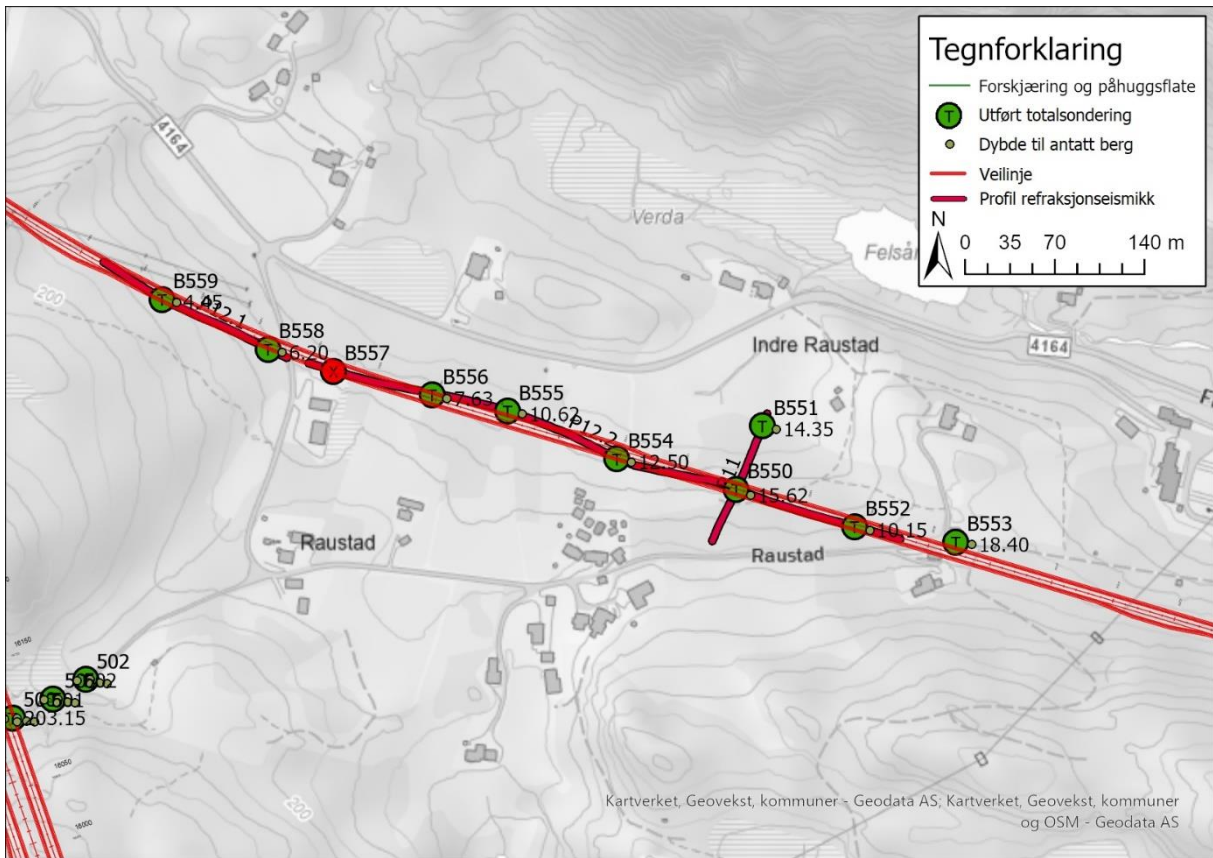 Tegnforklaring
Forskjæring og påhuggsflate
Utført totalsondering
Dybde til antatt berg
Veilinje
Profil refraksjonseismikk
N
0 35 70 140 m
4164
Verda
B559
4.45
B558
6.20
X
B557
B556
7.63
B555
10.62
P12.2
B554
12.50
Indre Raustad
4164
B551
14.35
B550
15.62
B552
10.15
B553
18.40
T
T
T
T
T
T
T
T
T
Raustad
Raustad
200
502
16150
16050
16000
200
Kartverket, Geovekst, kommuner - Geodata AS; Kartverket, Geovekst, kommuner
og OSM - Geodata AS